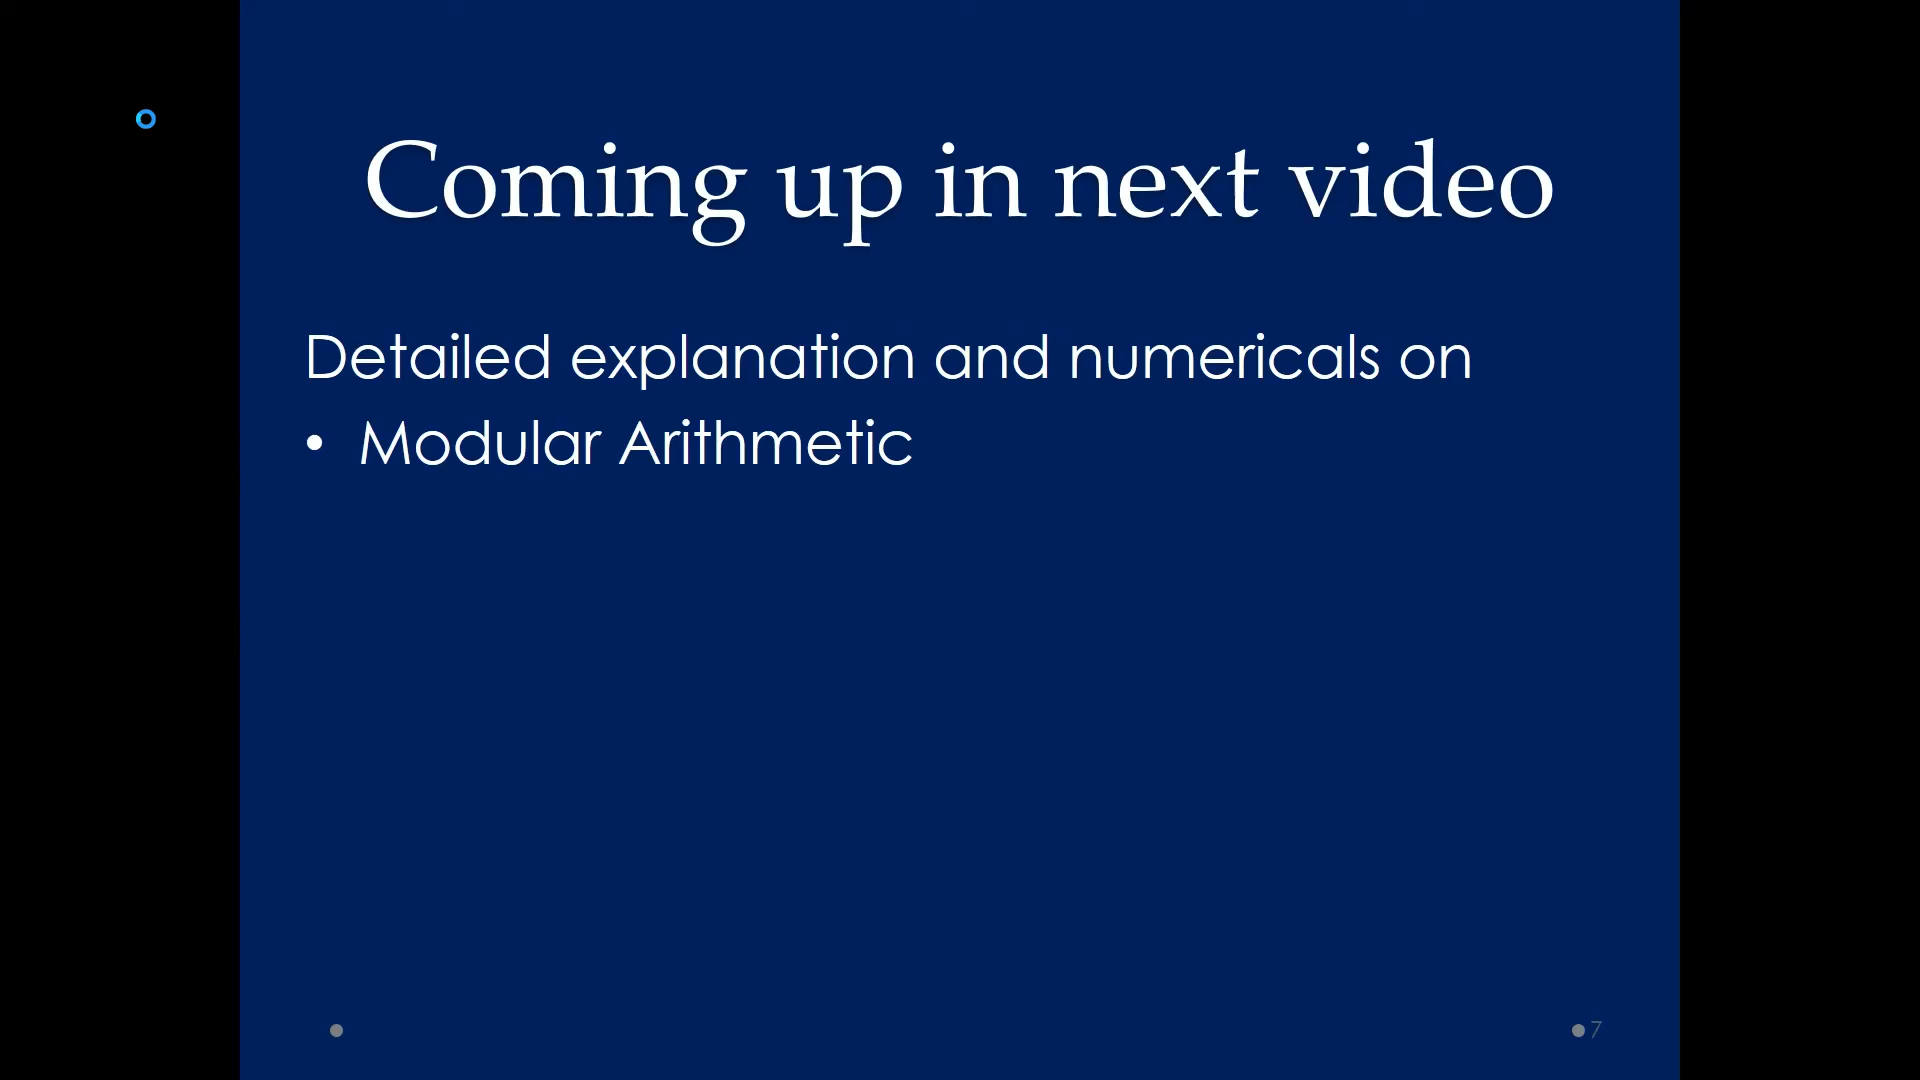 Coming up in next video
Detailed explanation and numericals on
• Modular Arithmetic
7